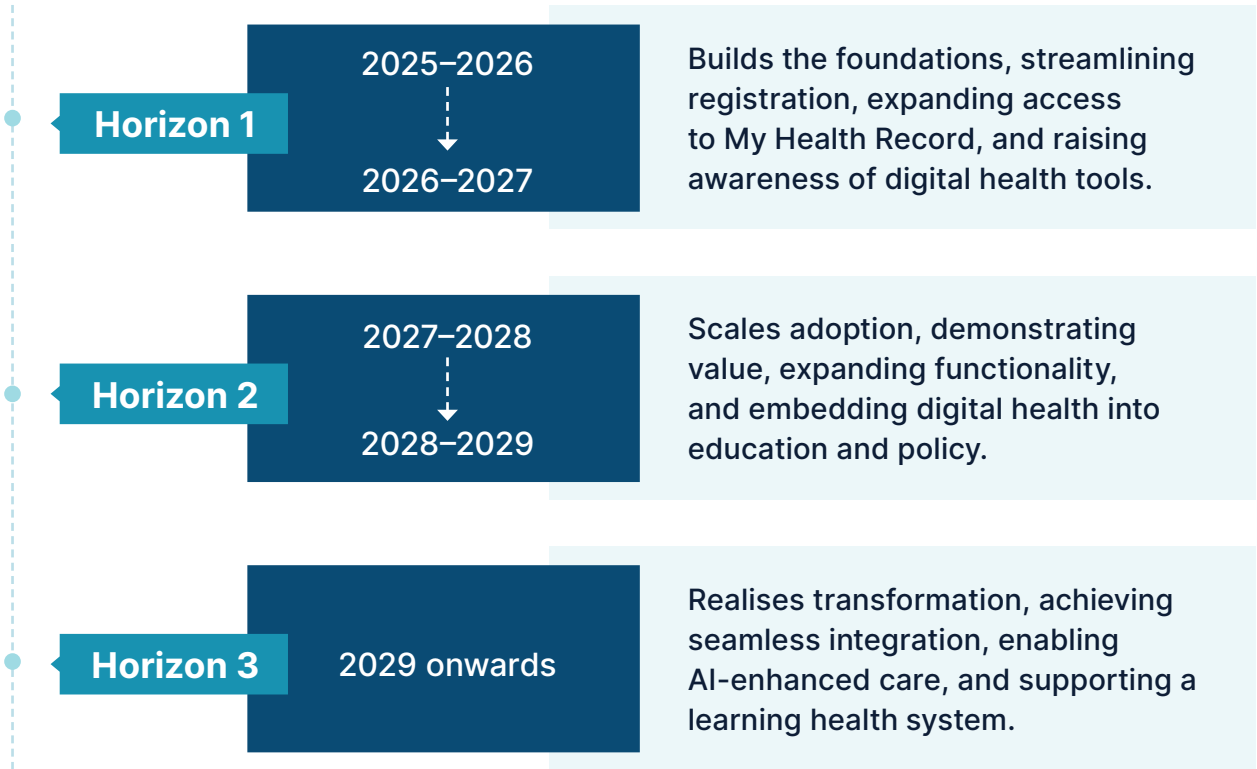 Horizon 1
2025–2026
2026–2027
Builds the foundations, streamlining
registration, expanding access
to My Health Record, and raising
awareness of digital health tools.
Horizon 2
2027–2028
2028–2029
Scales adoption, demonstrating
value, expanding functionality,
and embedding digital health into
education and policy.
Horizon 3
2029 onwards
Realises transformation, achieving
seamless integration, enabling
AI-enhanced care, and supporting a
learning health system.